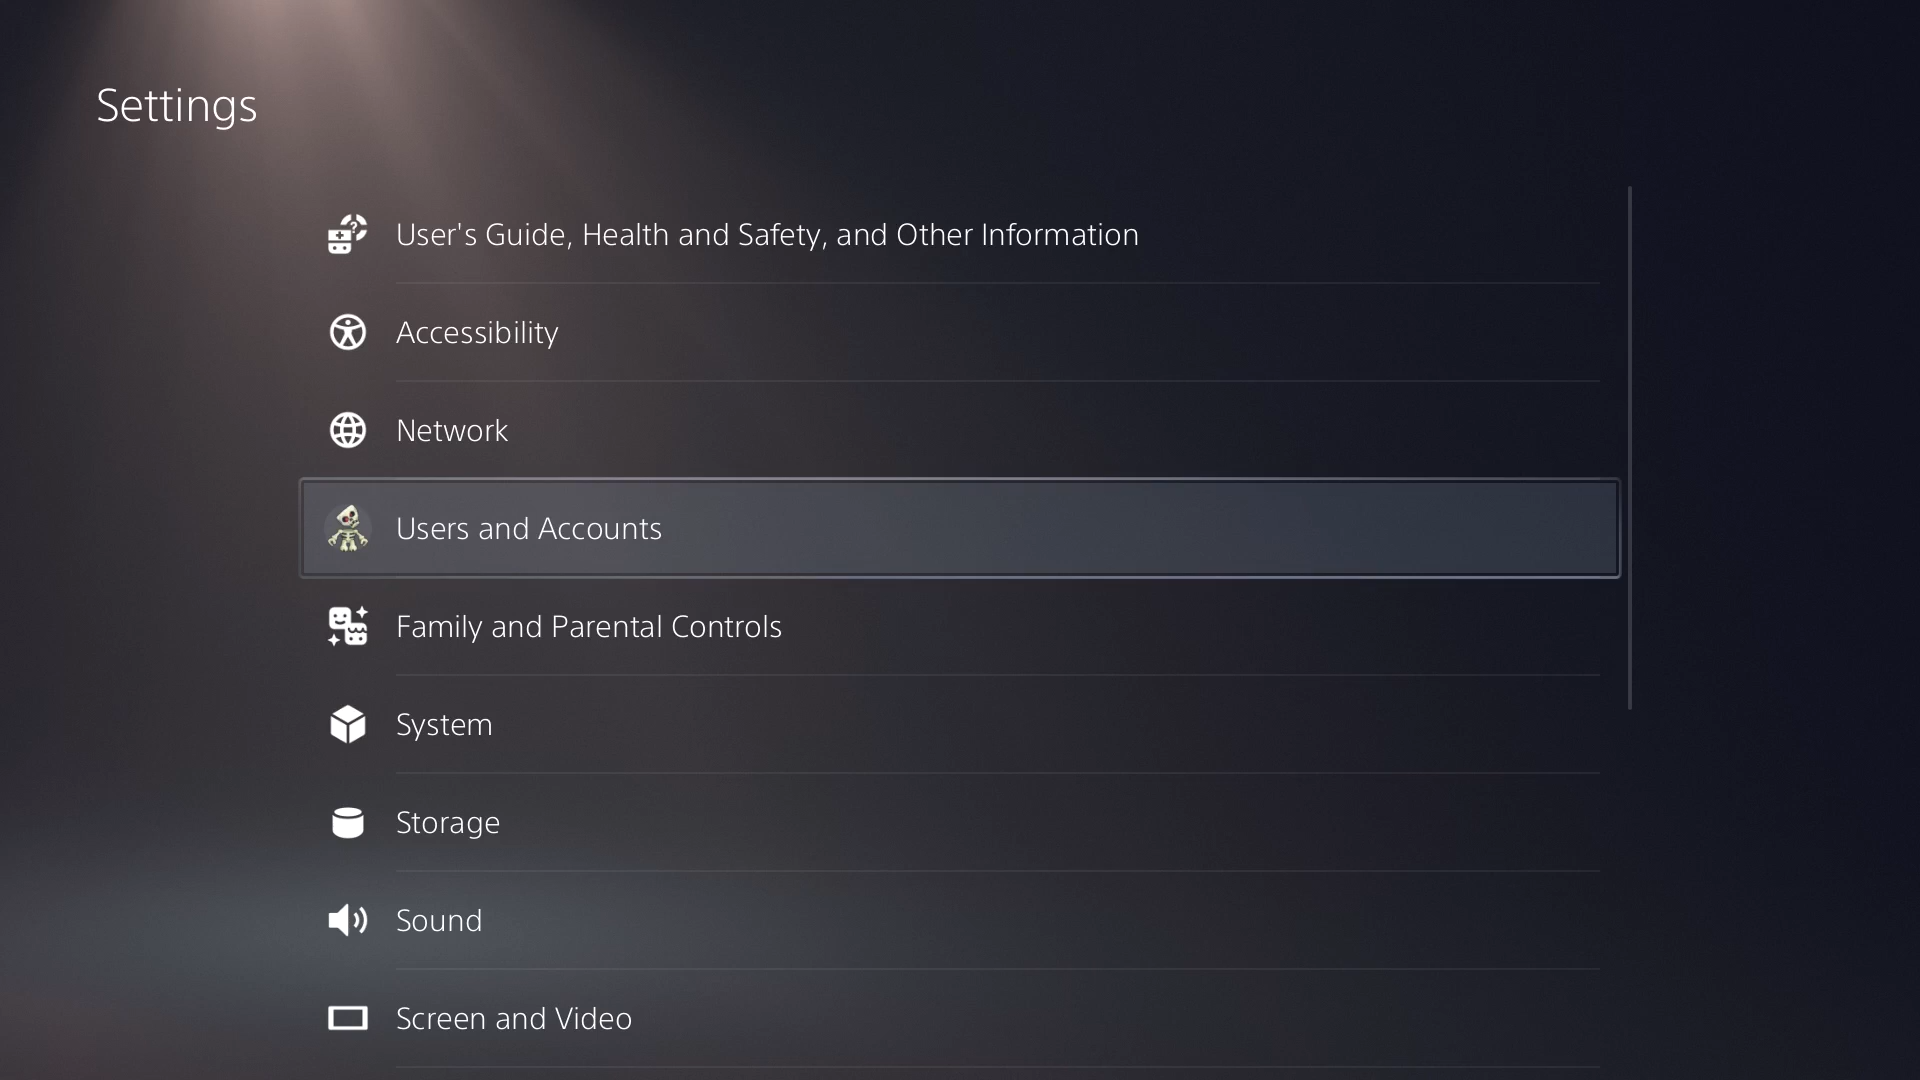 Settings
User's Guide, Health and Safety, and Other Information
Accessibility
Network
Users and Accounts
Family and Parental Controls
System
Storage
Sound
Screen and Video